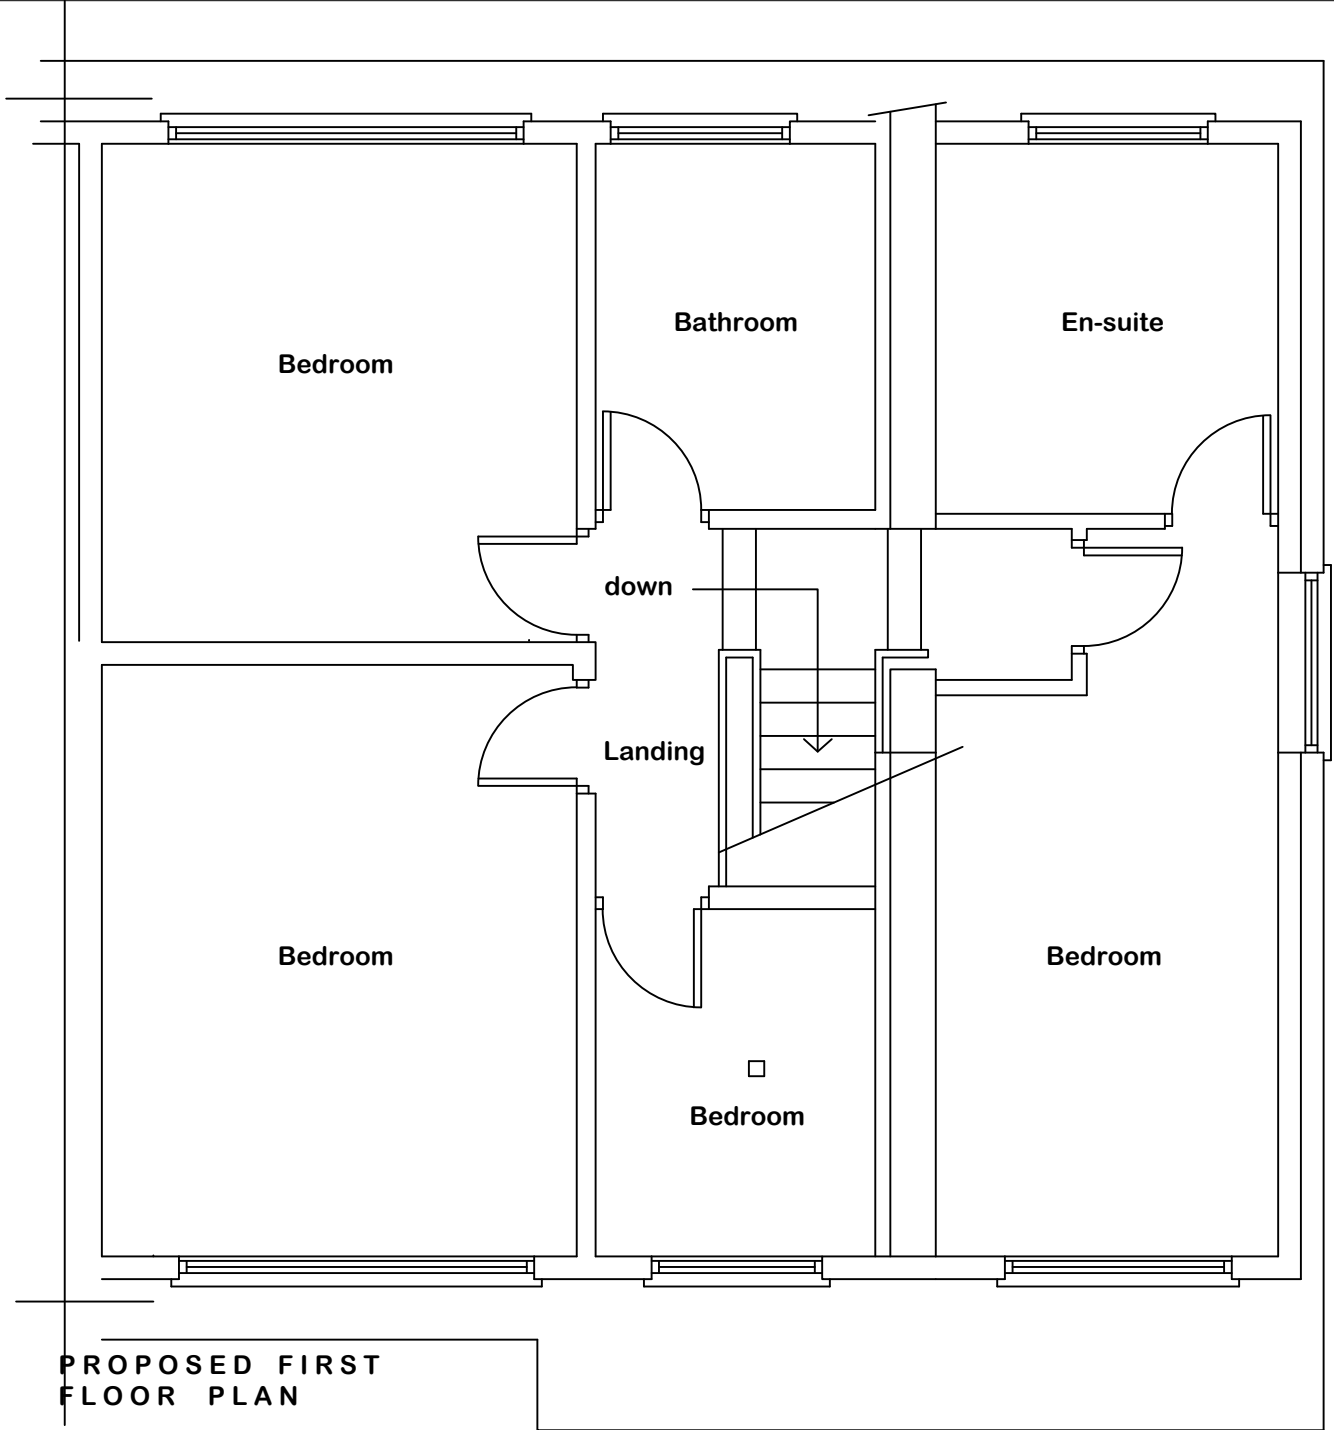 Bathroom
En-suite
Bedroom
down
Landing
Bedroom
Bedroom
Bedroom
PROPOSED FIRST
FLOOR PLAN